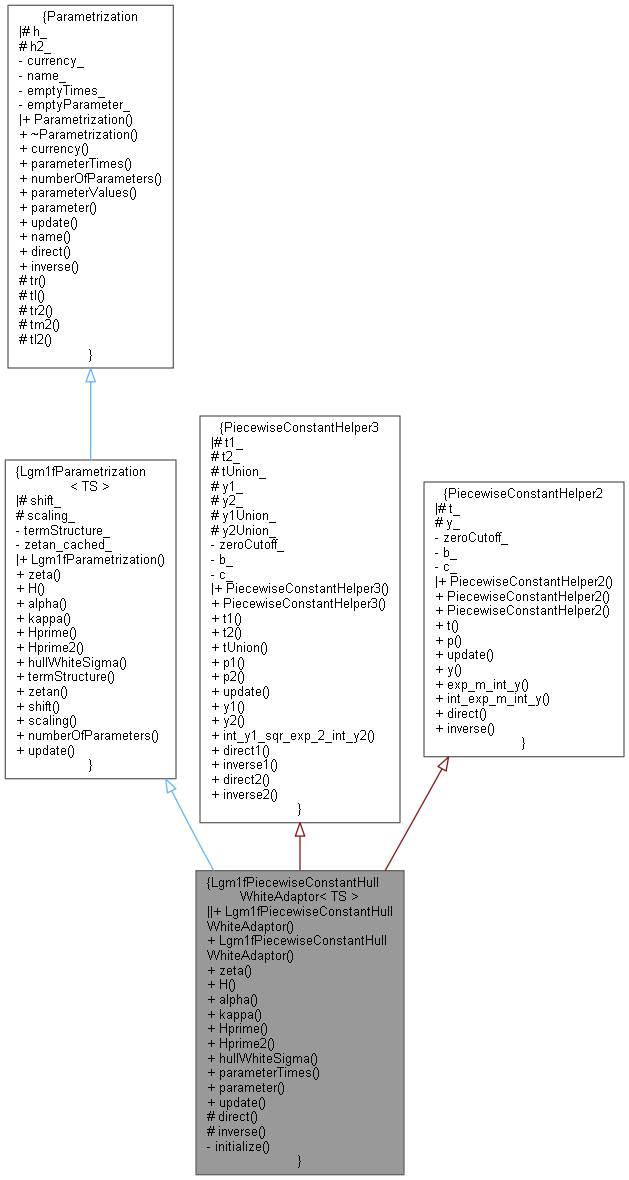 {Parametrization
|# h_
# h2_
- currency_
- name_
- emptyTimes_
- emptyParameter_
|+ Parametrization()
+ ~Parametrization()
+ currency()
+ parameterTimes()
+ numberOfParameters()
+ parameterValues()
+ parameter()
+ update()
+ name()
+ direct()
+ inverse()
# tr()
# tl()
# tr2()
# tm2()
# tl2()
}
{Lgm1fParametrization
< TS >
|# shift_
# scaling_
- termStructure_
- zetan_cached_
|+ Lgm1fParametrization()
+ zeta()
+ H()
+ alpha()
+ kappa()
+ Hprime()
+ Hprime2()
+ hullWhiteSigma()
+ termStructure()
+ zetan()
+ shift()
+ scaling()
+ numberOfParameters()
+ update()
}
{PiecewiseConstantHelper3
|# t1_
# t2_
# tUnion_
# y1_
# y2_
# y1Union_
# y2Union_
- zeroCutoff_
- b_
- c_
|+ PiecewiseConstantHelper3()
+ PiecewiseConstantHelper3()
+ t1()
+ t2()
+ tUnion()
+ p1()
+ p2()
+ update()
+ y1()
+ y2()
+ int_y1_sqr_exp_2_int_y2()
+ direct1()
+ inverse1()
+ direct2()
+ inverse2()
}
{PiecewiseConstantHelper2
|# t_
# y_
- zeroCutoff_
- b_
- c_
|+ PiecewiseConstantHelper2()
+ PiecewiseConstantHelper2()
+ PiecewiseConstantHelper2()
+ t()
+ p()
+ update()
+ y()
+ exp_m_int_y()
+ int_exp_m_int_y()
+ direct()
+ inverse()
}
{Lgm1fPiecewiseConstantHull
WhiteAdaptor< TS >
||+ Lgm1fPiecewiseConstantHull
WhiteAdaptor()
+ Lgm1fPiecewiseConstantHull
WhiteAdaptor()
+ zeta()
+ H()
+ alpha()
+ kappa()
+ Hprime()
+ Hprime2()
+ hullWhiteSigma()
+ parameterTimes()
+ parameter()
+ update()
# direct()
# inverse()
- initialize()
}